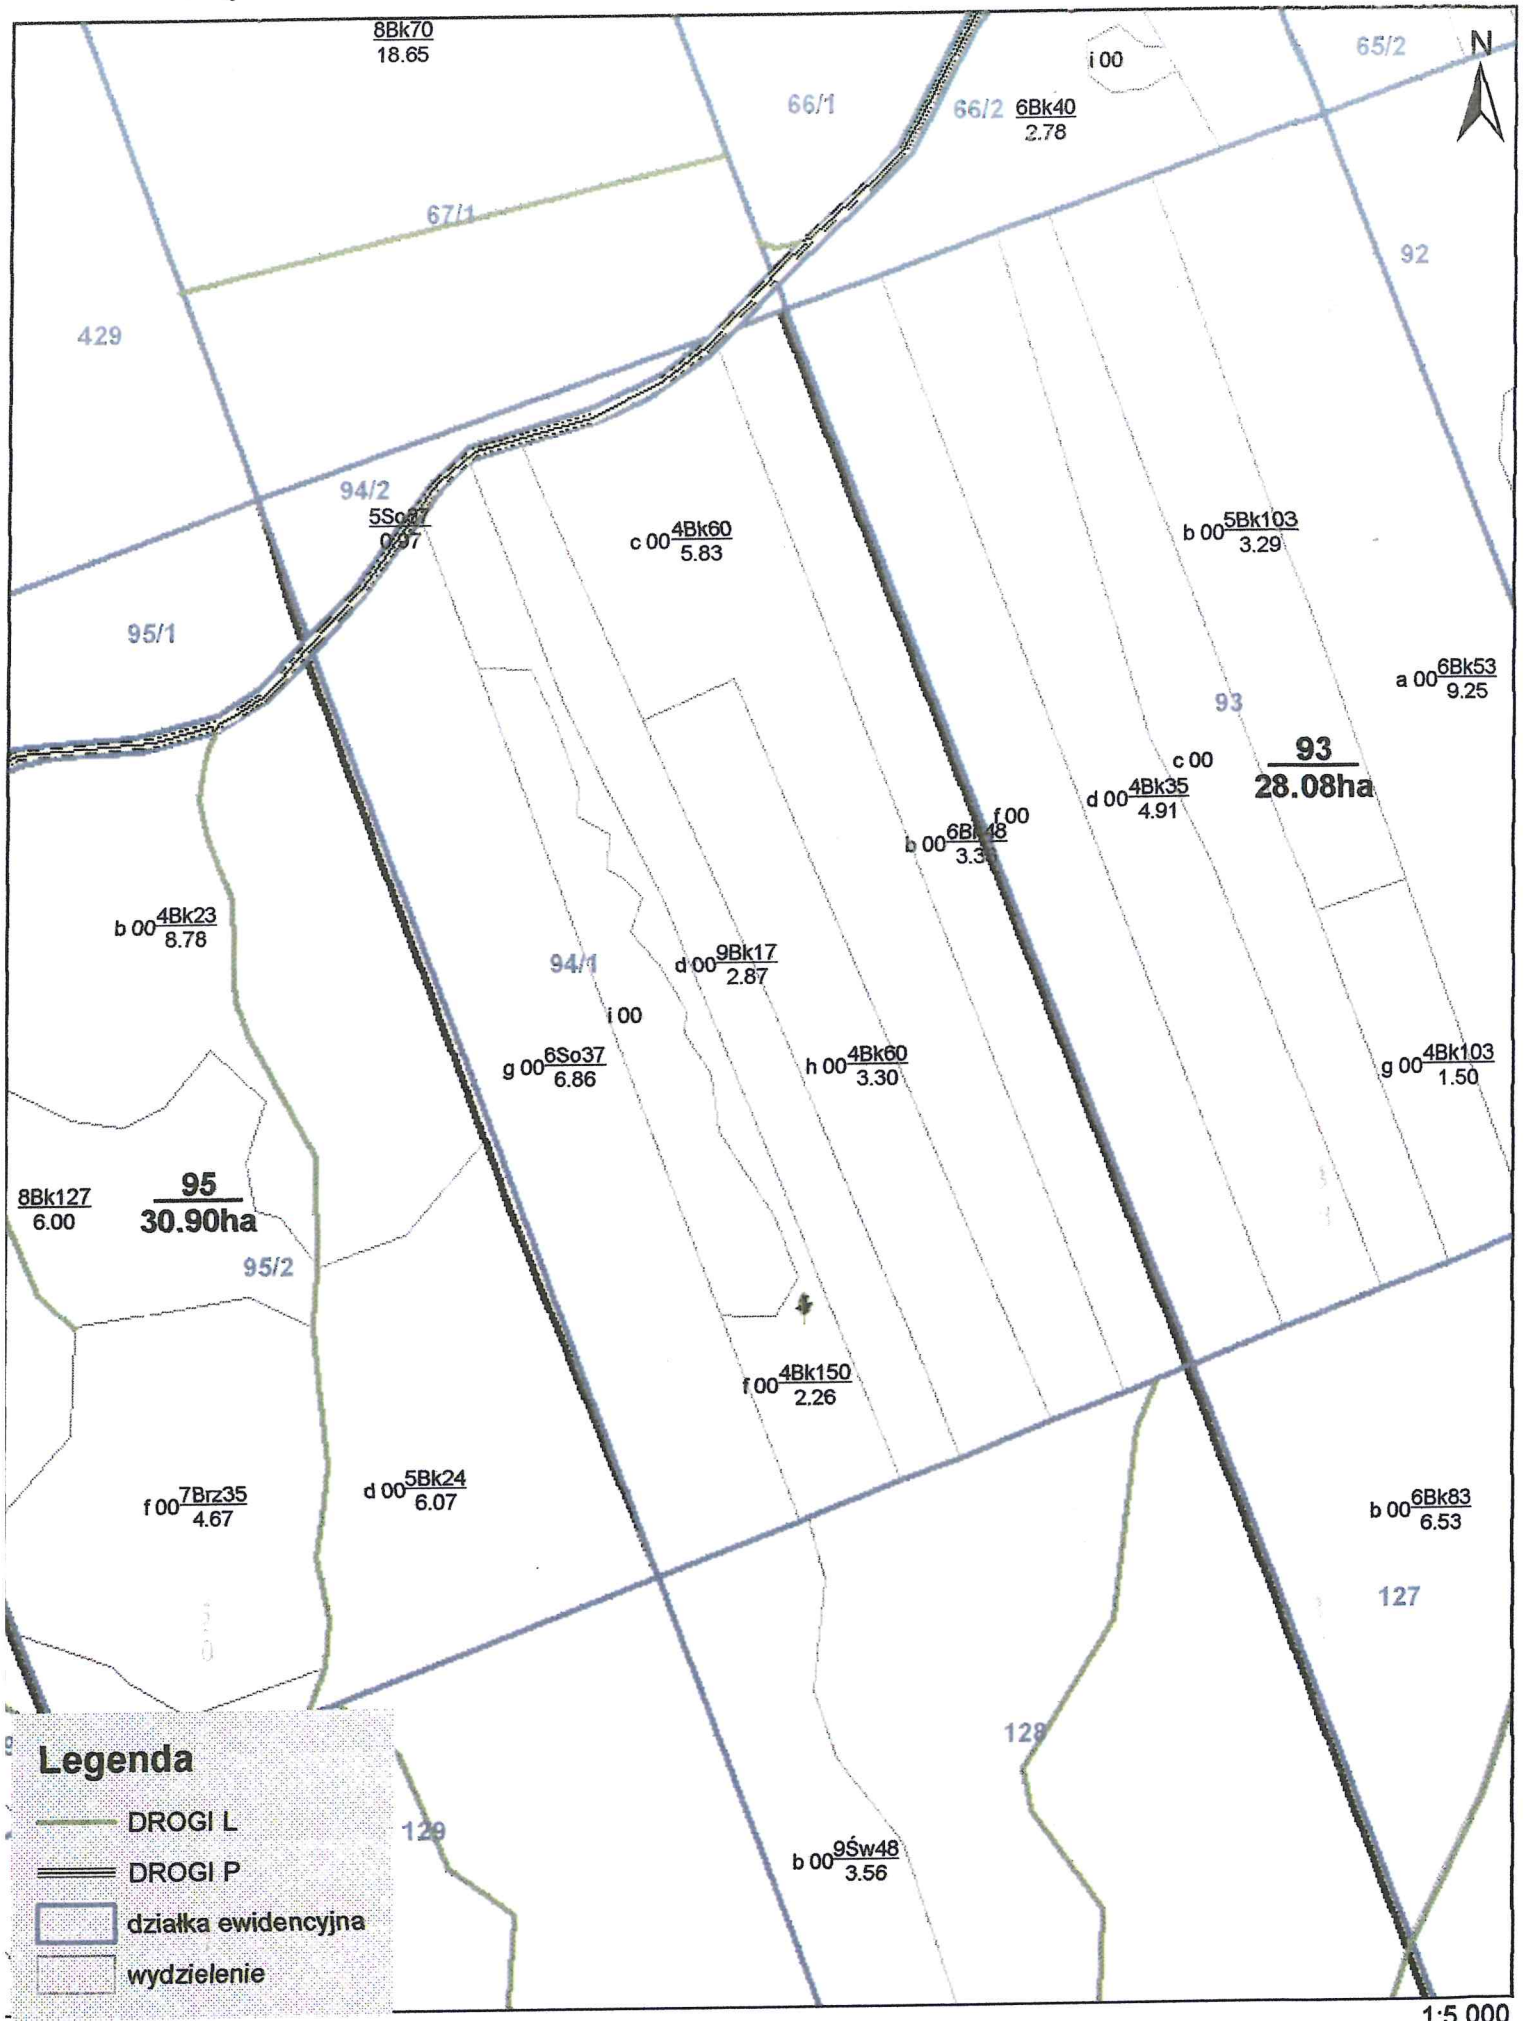 8Bk70
18.65
i 00
65/2
N
66/1
66/2
6Bk40
2.78
67/1
92
429
94/2
0.97
c 00 4Bk60
5.83
b 00 5Bk103
3.29
95/1
a 00 6Bk53
9.25
93
93
28.08ha
c 00
d 00 4Bk35
4.91
f 00
b 00 6Bk48
b 00 4Bk23
8.78
94/1
d 00 9Bk17
2.87
i 00
g 00 6So37
6.86
h 00 4Bk60
3.30
g 00 4Bk103
1.50
8Bk127
6.00
95
30.90ha
95/2
f 00 4Bk150
2.26
f 00 7Brz35
4.67
d 00 5Bk24
6.07
b 00 6Bk83
6.53
127
128
129
b 00 9Św48
3.56
Legenda
DROGI L
DROGI P
działka ewidencyjna
wydzielenie
1:5 000